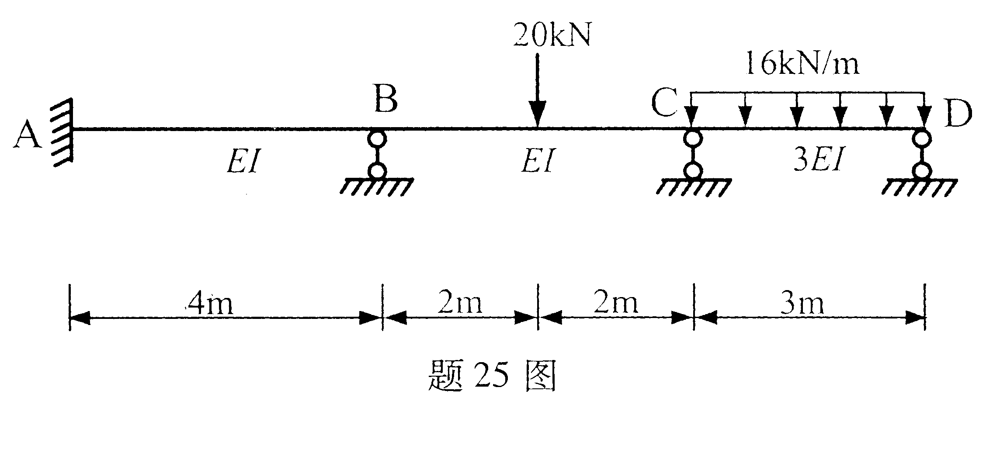 20kN
16kN/m
A B C D
EI EI 3EI
4m 2m 2m 3m
题 25 图